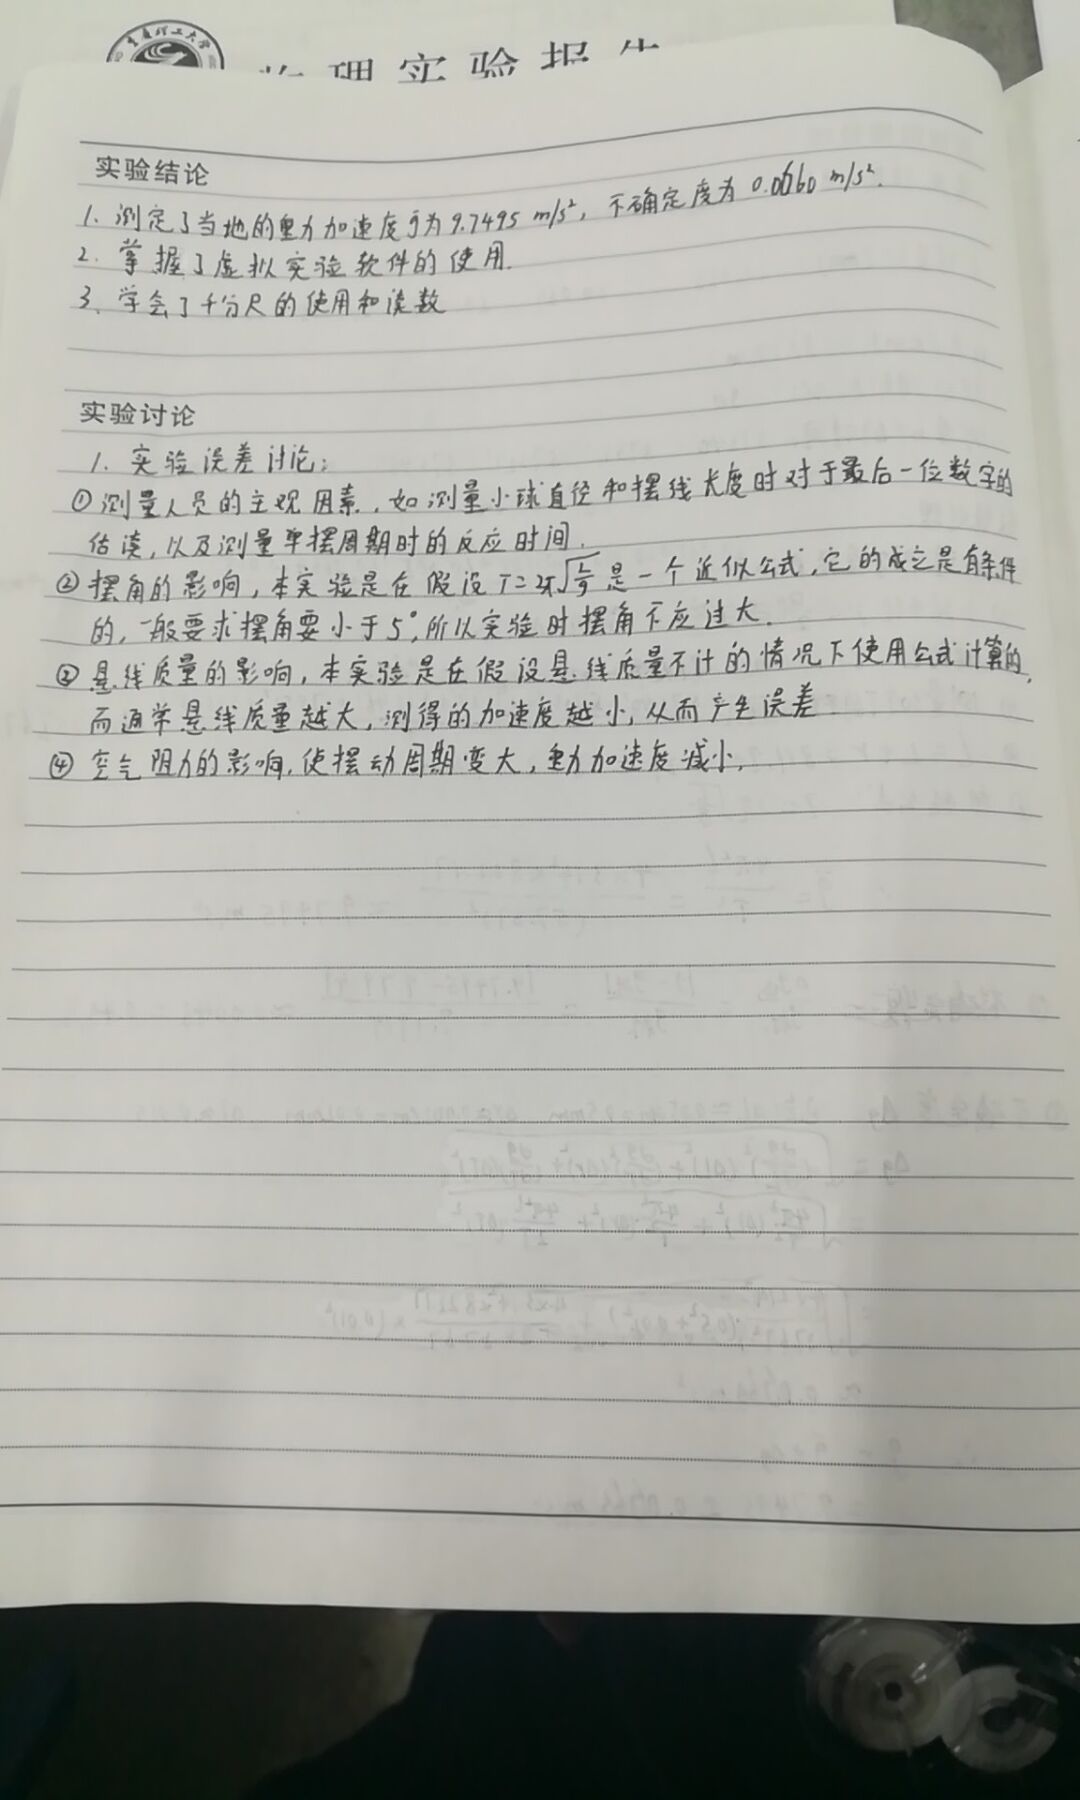 重庆理工大学
物理实验报告
实验结论
1. 测定了当地的重力加速度g为9.7495 m/s², 不确定度为 m/s².
2. 掌握了虚拟实验软件的使用.
3. 学会了千分尺的使用和读数
实验讨论
1. 实验误差讨论:
①测量人员的主观因素, 如测量小球直径和摆线长度时对于最后一位数字的
估读, 以及测量单摆周期时的反应时间.
②摆角的影响, 本实验是在假设T=2π√(L/g)是一个近似公式, 它的成立是有条件
的, 一般要求摆角要小于5°, 所以实验时摆角不应过大.
③悬线质量的影响, 本实验是在假设悬线质量不计的情况下使用公式计算的,
而通常悬线质量越大, 测得的加速度越小, 从而产生误差
④空气阻力的影响, 使摆动周期变大, 重力加速度减小.